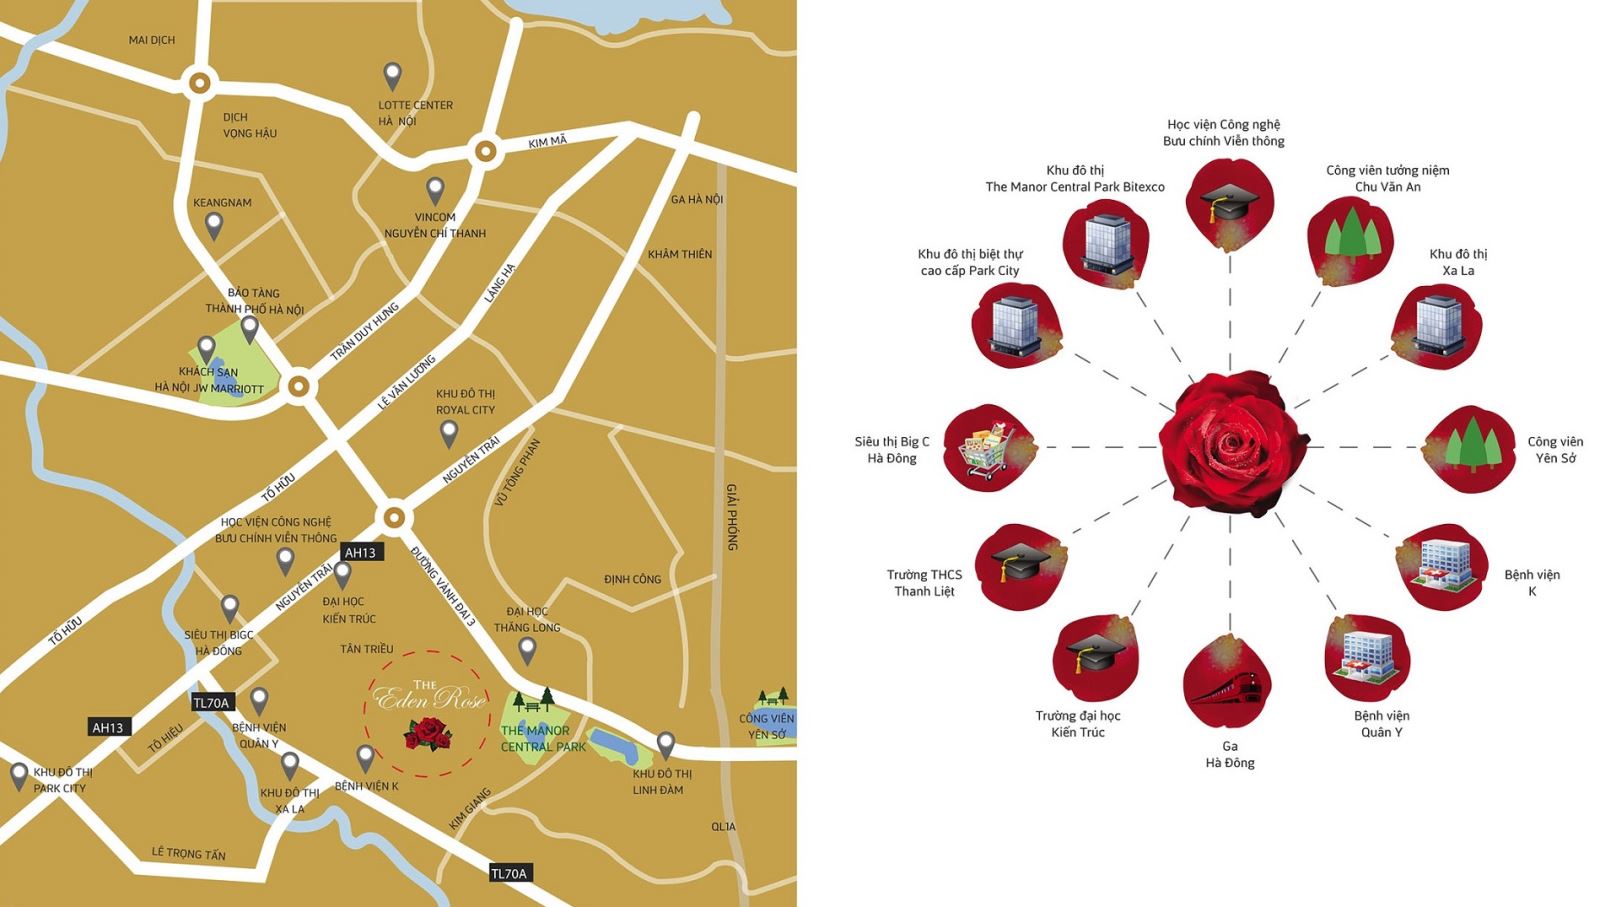 MAI DỊCH
DỊCH
VỌNG HẬU
LOTTE CENTER
HÀ NỘI
KIM MÃ
KEANGNAM
VINCOM
NGUYỄN CHÍ THANH
GA HÀ NỘI
KHÂM THIÊN
LÁNG HẠ
BẢO TÀNG
THÀNH PHỐ HÀ NỘI
TRẦN DUY HƯNG
KHÁCH SẠN
HÀ NỘI JW MARRIOTT
LÊ VĂN LƯƠNG
KHU ĐÔ THỊ
ROYAL CITY
NGUYỄN TRÃI
VŨ TÔNG PHAN
TỐ HỮU
GIẢI PHÓNG
HỌC VIỆN CÔNG NGHỆ
BƯU CHÍNH VIỄN THÔNG
AH13
NGUYỄN TRÃI
ĐƯỜNG VÀNH ĐAI 3
ĐỊNH CÔNG
ĐẠI HỌC
KIẾN TRÚC
ĐẠI HỌC
THĂNG LONG
TỐ HỮU
SIÊU THỊ BIGC
HÀ ĐÔNG
TÂN TRIỀU
THE
Eden Rose
TL70A
AH13
TÔ HIỆU
BỆNH VIỆN
QUÂN Y
THE MANOR
CENTRAL PARK
CÔNG VIÊN
YÊN SỞ
KHU ĐÔ THỊ
PARK CITY
KHU ĐÔ THỊ
XA LA
BỆNH VIỆN K
KHU ĐÔ THỊ
LINH ĐÀM
KIM GIANG
QL1A
LÊ TRỌNG TẤN
TL70A
Học viện Công nghệ
Bưu chính Viễn thông
Khu đô thị
The Manor Central Park Bitexco
Công viên tưởng niệm
Chu Văn An
Khu đô thị biệt thự
cao cấp Park City
Khu đô thị
Xa La
Siêu thị Big C
Hà Đông
Công viên
Yên Sở
Trường THCS
Thanh Liệt
Bệnh viện
K
Trường đại học
Kiến Trúc
Bệnh viện
Quân Y
Ga
Hà Đông